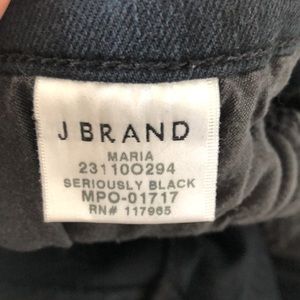 J BRAND
MARIA
23110O294
SERIOUSLY BLACK
MPO-01717
RN# 117965